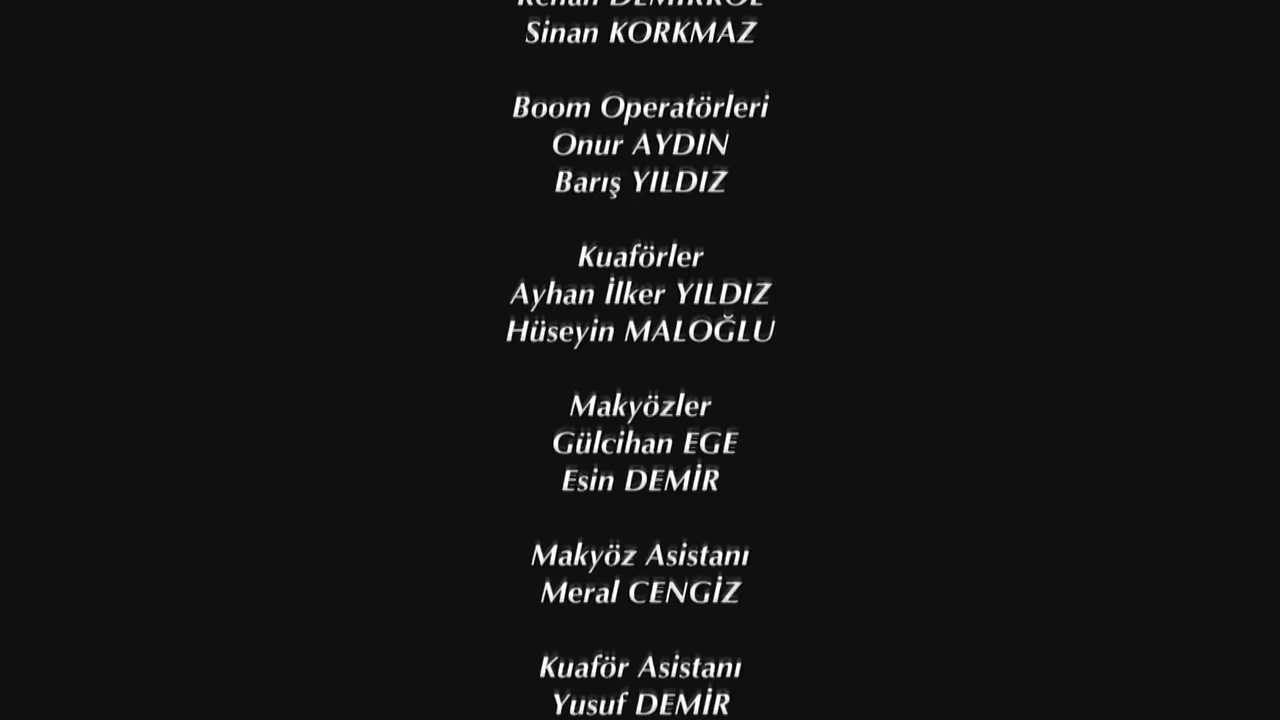 Sinan KORKMAZ
Boom Operatörleri
Onur AYDIN
Barış YILDIZ
Kuaförler
Ayhan İlker YILDIZ
Hüseyin MALOĞLU
Makyözler
Gülcihan EGE
Esin DEMİR
Makyöz Asistanı
Meral CENGİZ
Kuaför Asistanı
Yusuf DEMİR